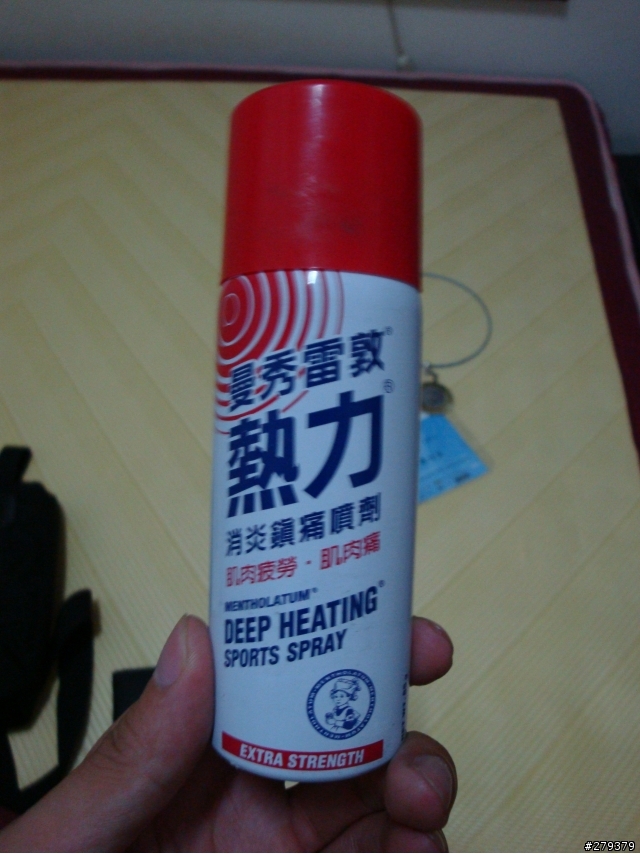 曼秀雷敦®
熱力®
消炎鎮痛噴劑
肌肉疲勞·肌肉痛
MENTHOLATUM®
DEEP HEATING®
SPORTS SPRAY
EXTRA STRENGTH
#279379